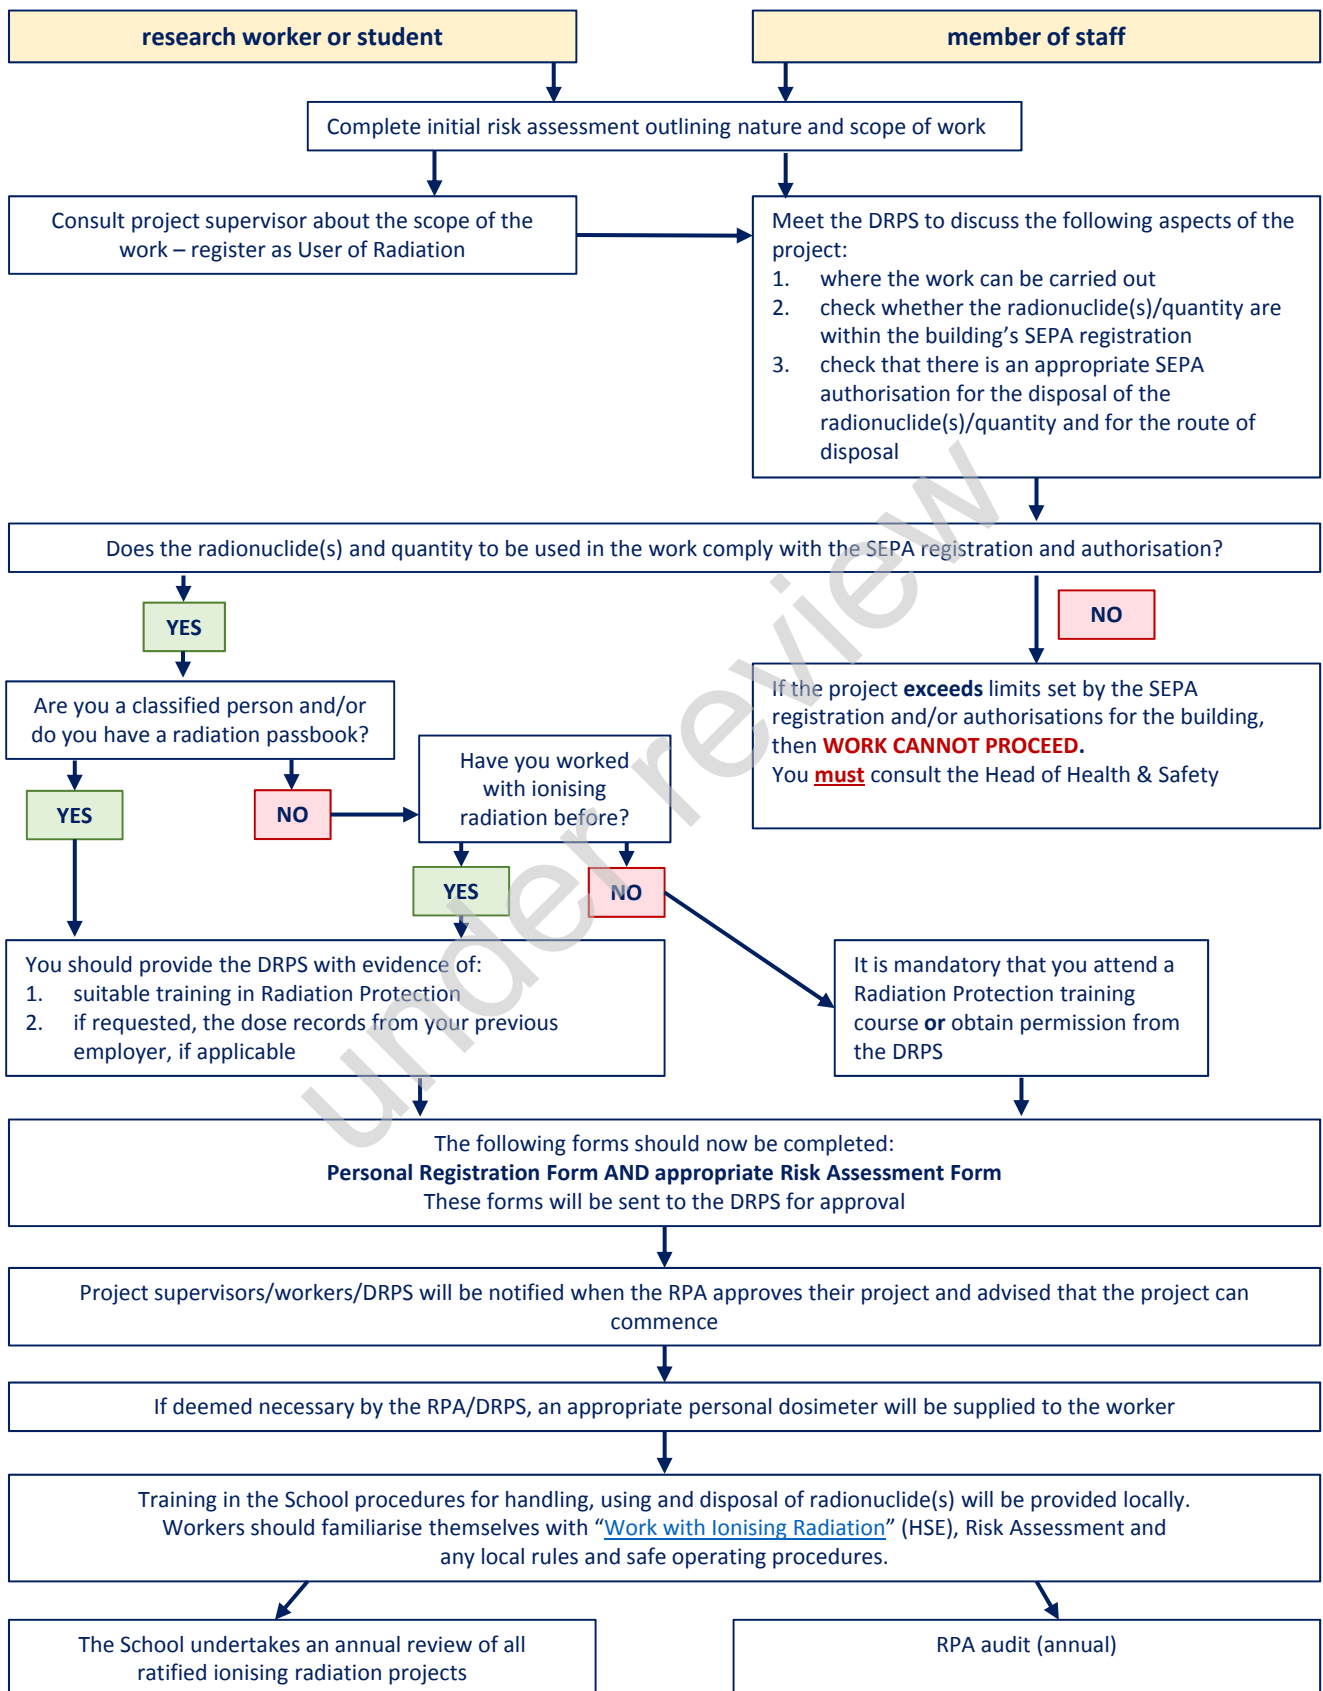 research worker or student
member of staff
Complete initial risk assessment outlining nature and scope of work
Consult project supervisor about the scope of the
work – register as User of Radiation
Meet the DRPS to discuss the following aspects of the
project:
1. where the work can be carried out
2. check whether the radionuclide(s)/quantity are
within the building’s SEPA registration
3. check that there is an appropriate SEPA
authorisation for the disposal of the
radionuclide(s)/quantity and for the route of
disposal
Does the radionuclide(s) and quantity to be used in the work comply with the SEPA registration and authorisation?
YES
NO
If the project exceeds limits set by the SEPA
registration and/or authorisations for the building,
then WORK CANNOT PROCEED.
You must consult the Head of Health & Safety
Are you a classified person and/or
do you have a radiation passbook?
YES
NO
Have you worked
with ionising
radiation before?
YES
NO
You should provide the DRPS with evidence of:
1. suitable training in Radiation Protection
2. if requested, the dose records from your previous
employer, if applicable
It is mandatory that you attend a
Radiation Protection training
course or obtain permission from
the DRPS
The following forms should now be completed:
Personal Registration Form AND appropriate Risk Assessment Form
These forms will be sent to the DRPS for approval
Project supervisors/workers/DRPS will be notified when the RPA approves their project and advised that the project can
commence
If deemed necessary by the RPA/DRPS, an appropriate personal dosimeter will be supplied to the worker
Training in the School procedures for handling, using and disposal of radionuclide(s) will be provided locally.
Workers should familiarise themselves with “Work with Ionising Radiation” (HSE), Risk Assessment and
any local rules and safe operating procedures.
The School undertakes an annual review of all
ratified ionising radiation projects
RPA audit (annual)
under review